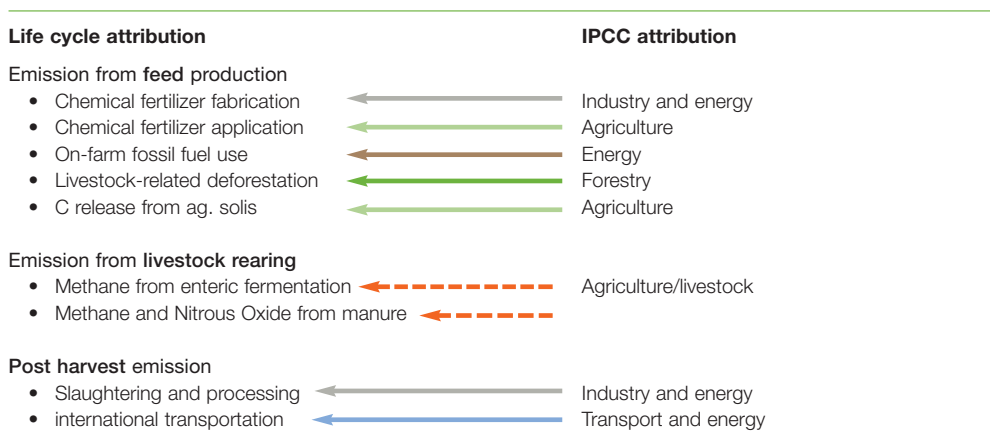 Life cycle attribution IPCC attribution
Emission from feed production
• Chemical fertilizer fabrication Industry and energy
• Chemical fertilizer application Agriculture
• On-farm fossil fuel use Energy
• Livestock-related deforestation Forestry
• C release from ag. solis Agriculture
Emission from livestock rearing
• Methane from enteric fermentation Agriculture/livestock
• Methane and Nitrous Oxide from manure
Post harvest emission
• Slaughtering and processing Industry and energy
• international transportation Transport and energy